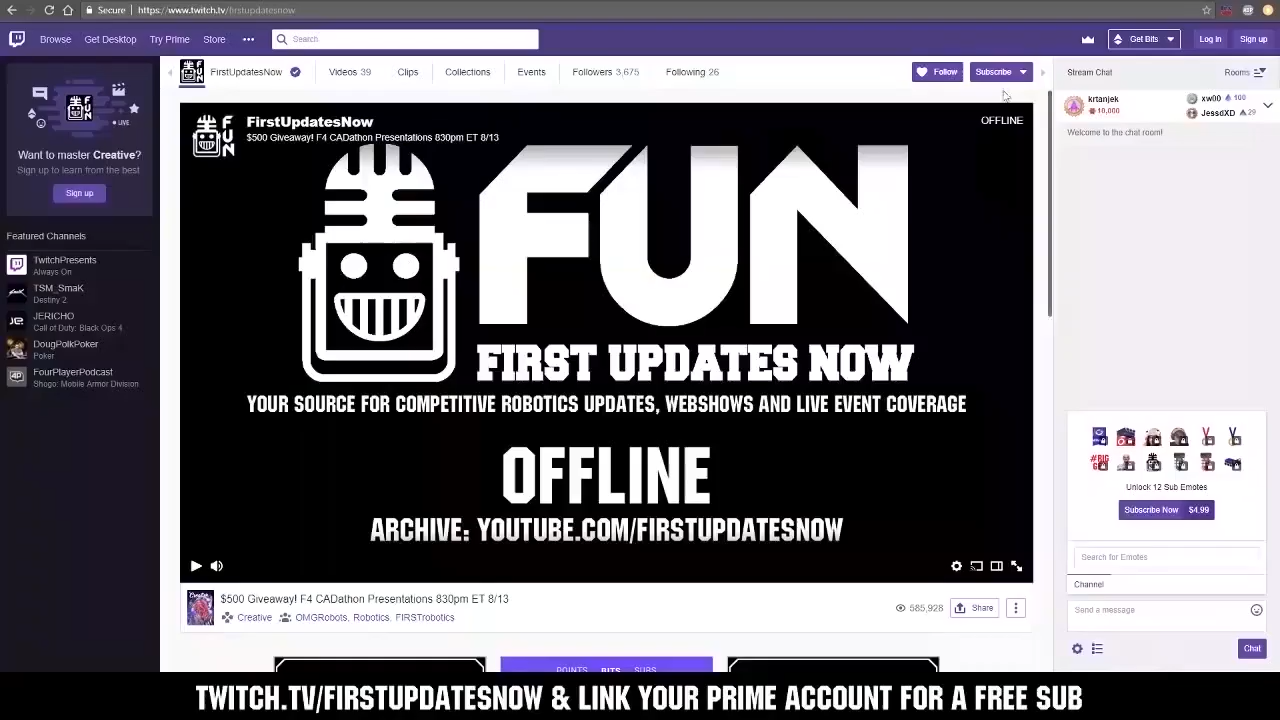 Secure
https://www.twitch.tv/firstupdatesnow
Browse
Get Desktop
Try Prime
Store
Search
Get Bits
Log in
Sign up
FUN
FirstUpdatesNow
Videos 39
Clips
Collections
Events
Followers 3,675
Following 26
Follow
Subscribe
Stream Chat
Rooms
FUN
LIVE
Want to master Creative?
Sign up to learn from the best
Sign up
Featured Channels
TwitchPresents
Always On
TSM_SmaK
Destiny 2
JERICHO
Call of Duty: Black Ops 4
DougPolkPoker
Poker
FourPlayerPodcast
Shogo: Mobile Armor Division
FUN
FirstUpdatesNow
$500 Giveaway! F4 CADathon Presentations 830pm ET 8/13
OFFLINE
FUN
FIRST UPDATES NOW
YOUR SOURCE FOR COMPETITIVE ROBOTICS UPDATES, WEBSHOWS AND LIVE EVENT COVERAGE
OFFLINE
ARCHIVE: YOUTUBE.COM/FIRSTUPDATESNOW
$500 Giveaway! F4 CADathon Presentations 830pm ET 8/13
Creative
OMGRobots, Robotics, FIRSTrobotics
585,928
Share
POINTS BITS SUBS
krtanjek
10,000
xw00 100
JessdXD 29
Welcome to the chat room!
Unlock 12 Sub Emotes
Subscribe Now $4.99
Search for Emotes
Channel
Send a message
Chat
TWITCH.TV/FIRSTUPDATESNOW & LINK YOUR PRIME ACCOUNT FOR A FREE SUB